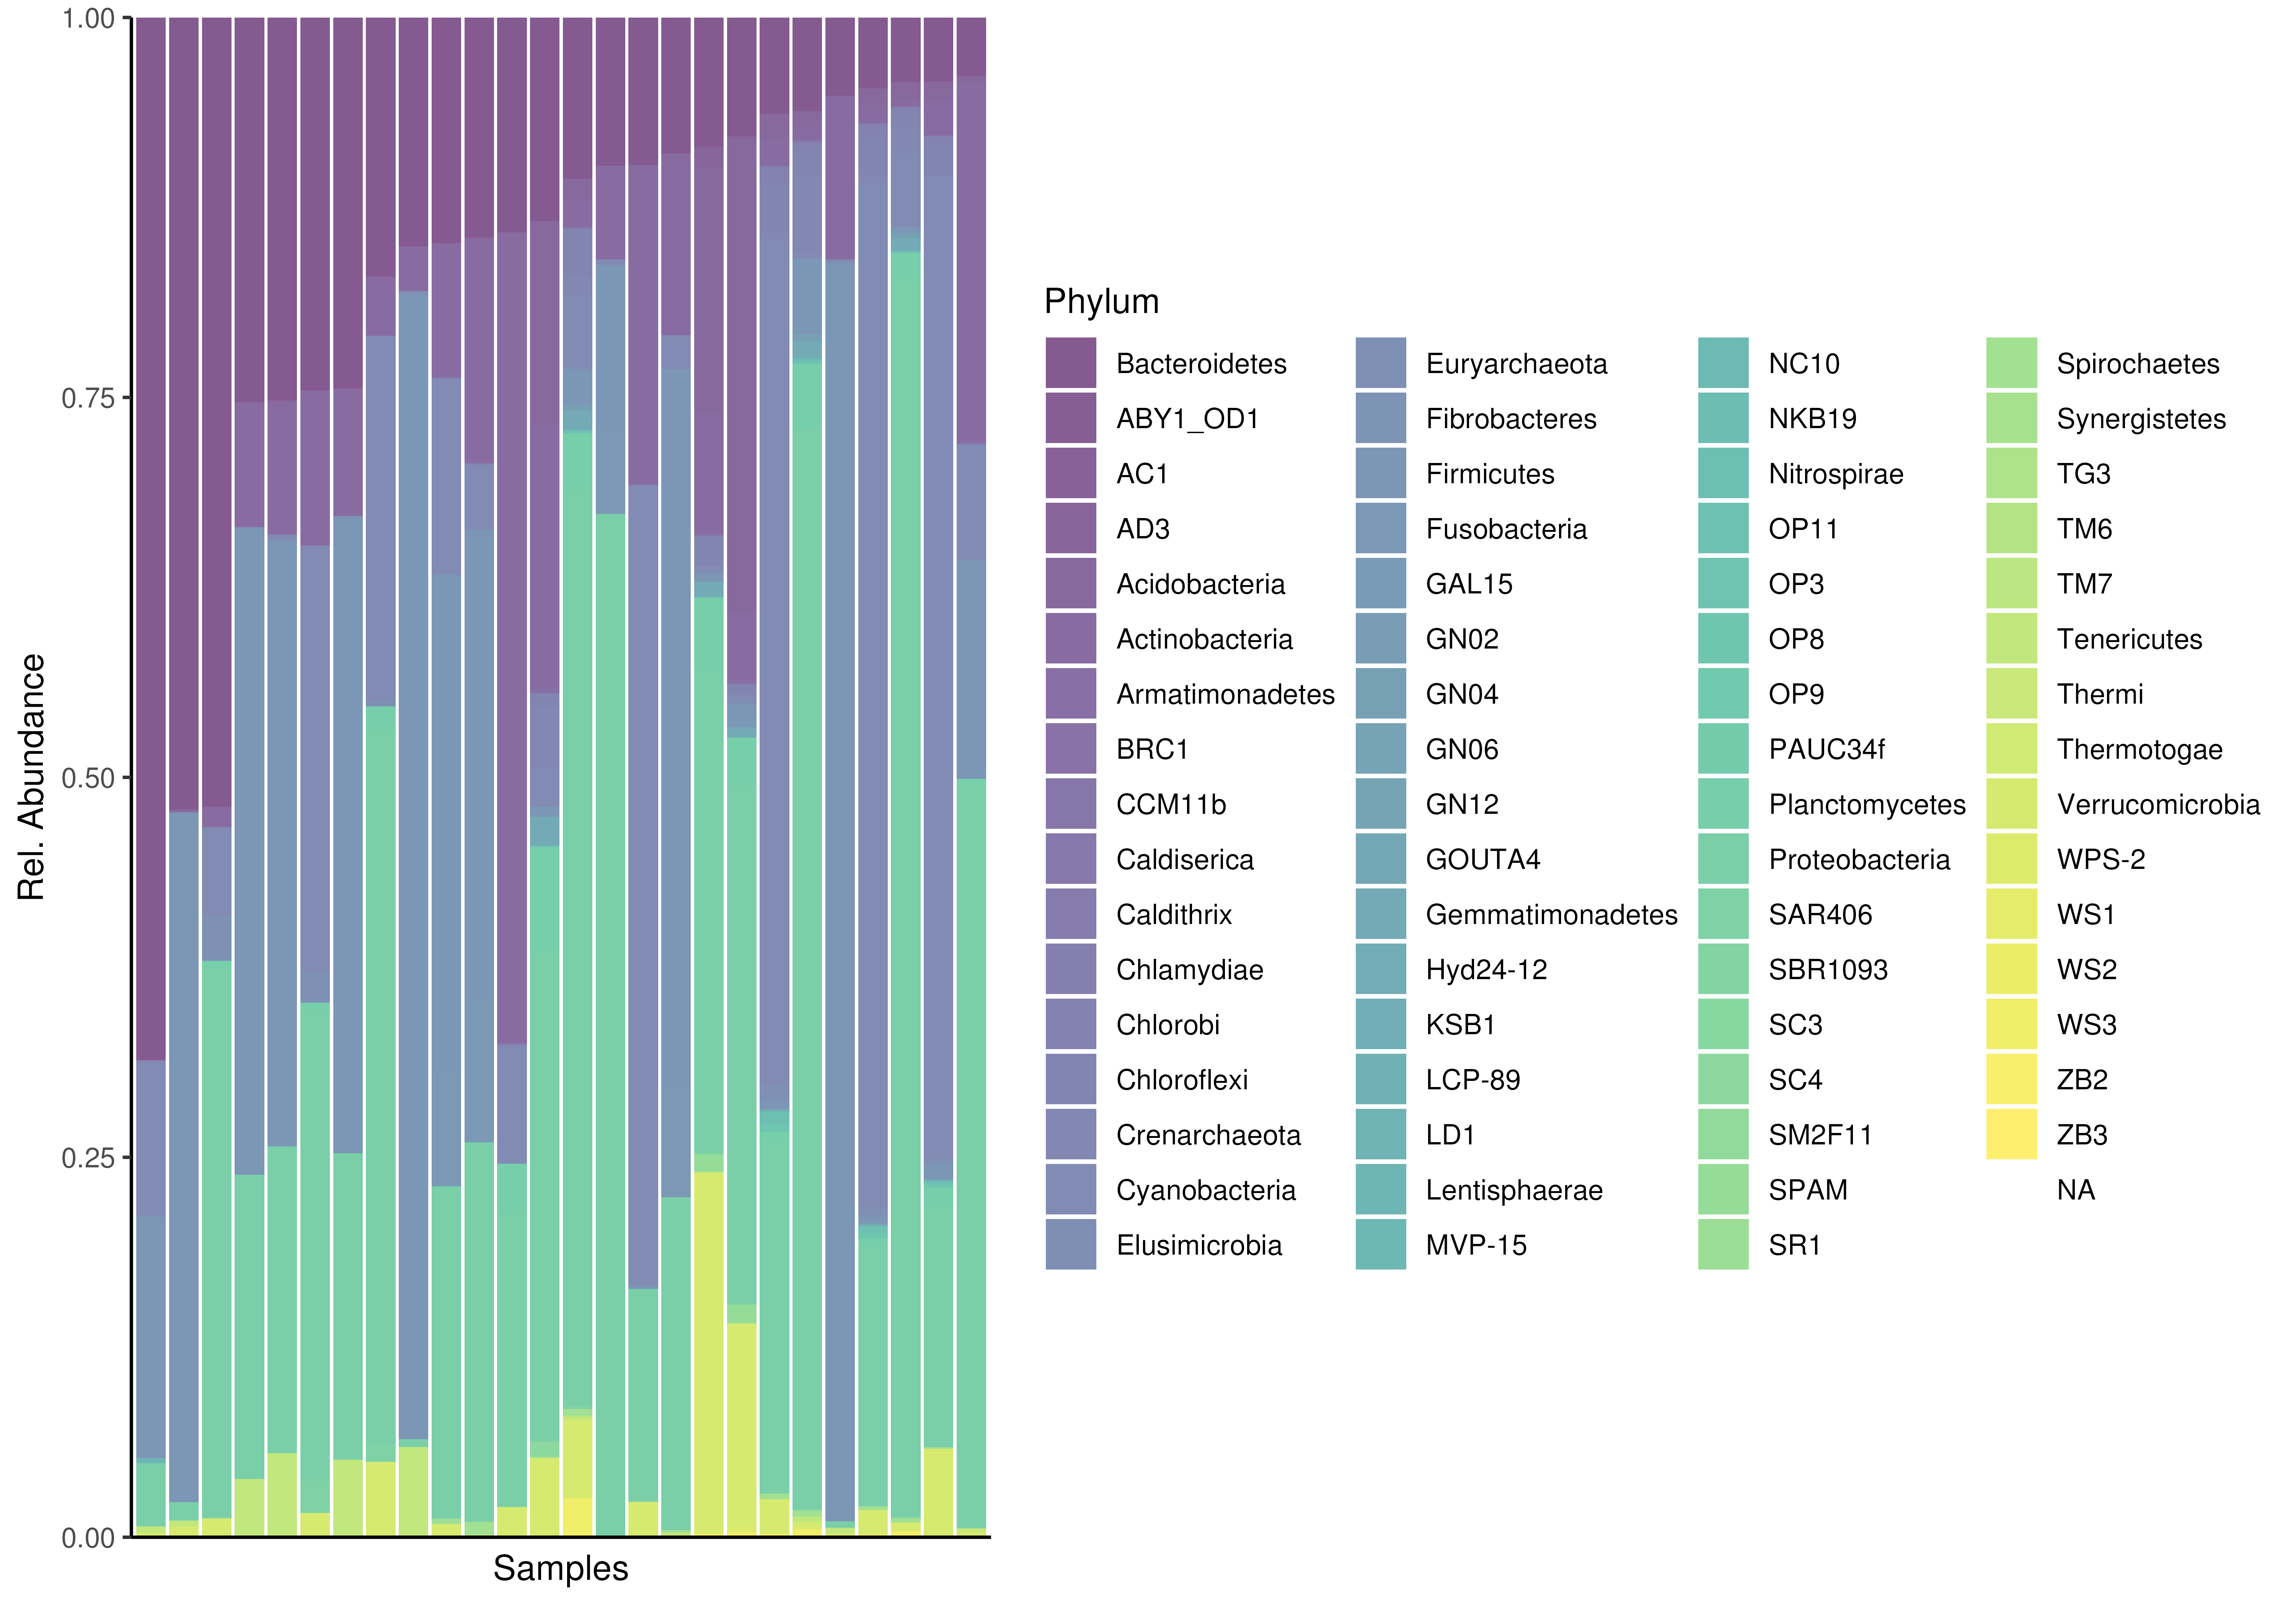 1.00
0.75
0.50
0.25
0.00
Rel. Abundance
Samples
Phylum
Bacteroidetes
ABY1_OD1
AC1
AD3
Acidobacteria
Actinobacteria
Armatimonadetes
BRC1
CCM11b
Caldiserica
Caldithrix
Chlamydiae
Chlorobi
Chloroflexi
Crenarchaeota
Cyanobacteria
Elusimicrobia
Euryarchaeota
Fibrobacteres
Firmicutes
Fusobacteria
GAL15
GN02
GN04
GN06
GN12
GOUTA4
Gemmatimonadetes
Hyd24-12
KSB1
LCP-89
LD1
Lentisphaerae
MVP-15
NC10
NKB19
Nitrospirae
OP11
OP3
OP8
OP9
PAUC34f
Planctomycetes
Proteobacteria
SAR406
SBR1093
SC3
SC4
SM2F11
SPAM
SR1
Spirochaetes
Synergistetes
TG3
TM6
TM7
Tenericutes
Thermi
Thermotogae
Verrucomicrobia
WPS-2
WS1
WS2
WS3
ZB2
ZB3
NA